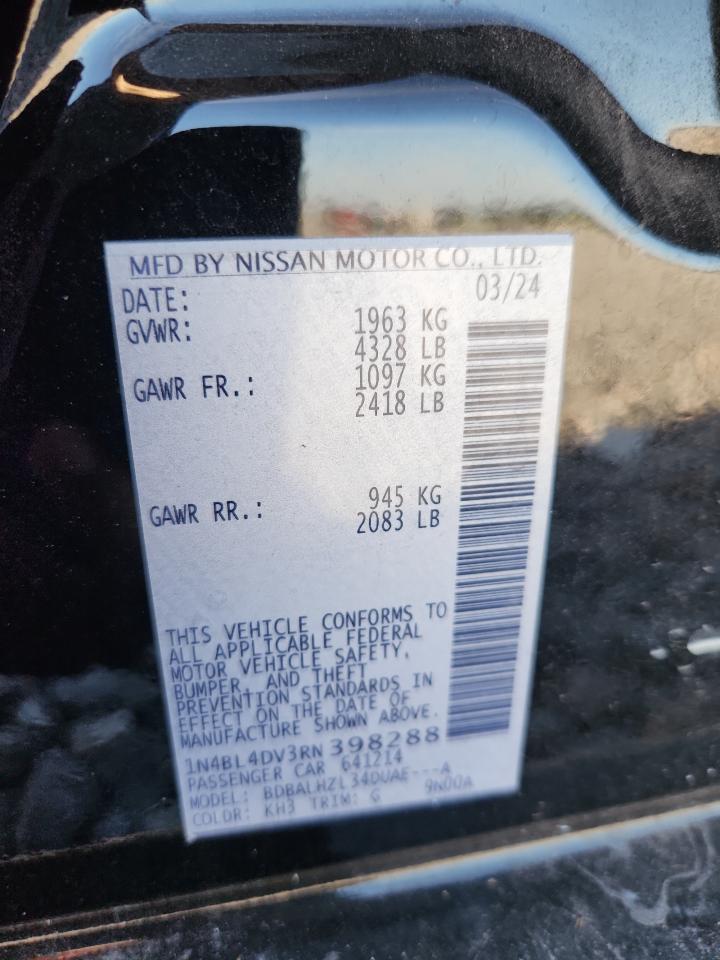 MFD BY NISSAN MOTOR CO., LTD.
DATE: 03/24
GVWR: 1963 KG
4328 LB
GAWR FR.: 1097 KG
2418 LB
GAWR RR.: 945 KG
2083 LB
THIS VEHICLE CONFORMS TO
ALL APPLICABLE FEDERAL
MOTOR VEHICLE SAFETY,
BUMPER, AND THEFT
PREVENTION STANDARDS IN
EFFECT ON THE DATE OF
MANUFACTURE SHOWN ABOVE.
1N4BL4DV3RN398288
PASSENGER CAR 641214
MODEL: BDBALHZL34DUAE---A
COLOR: KH3 TRIM: G 9N00A